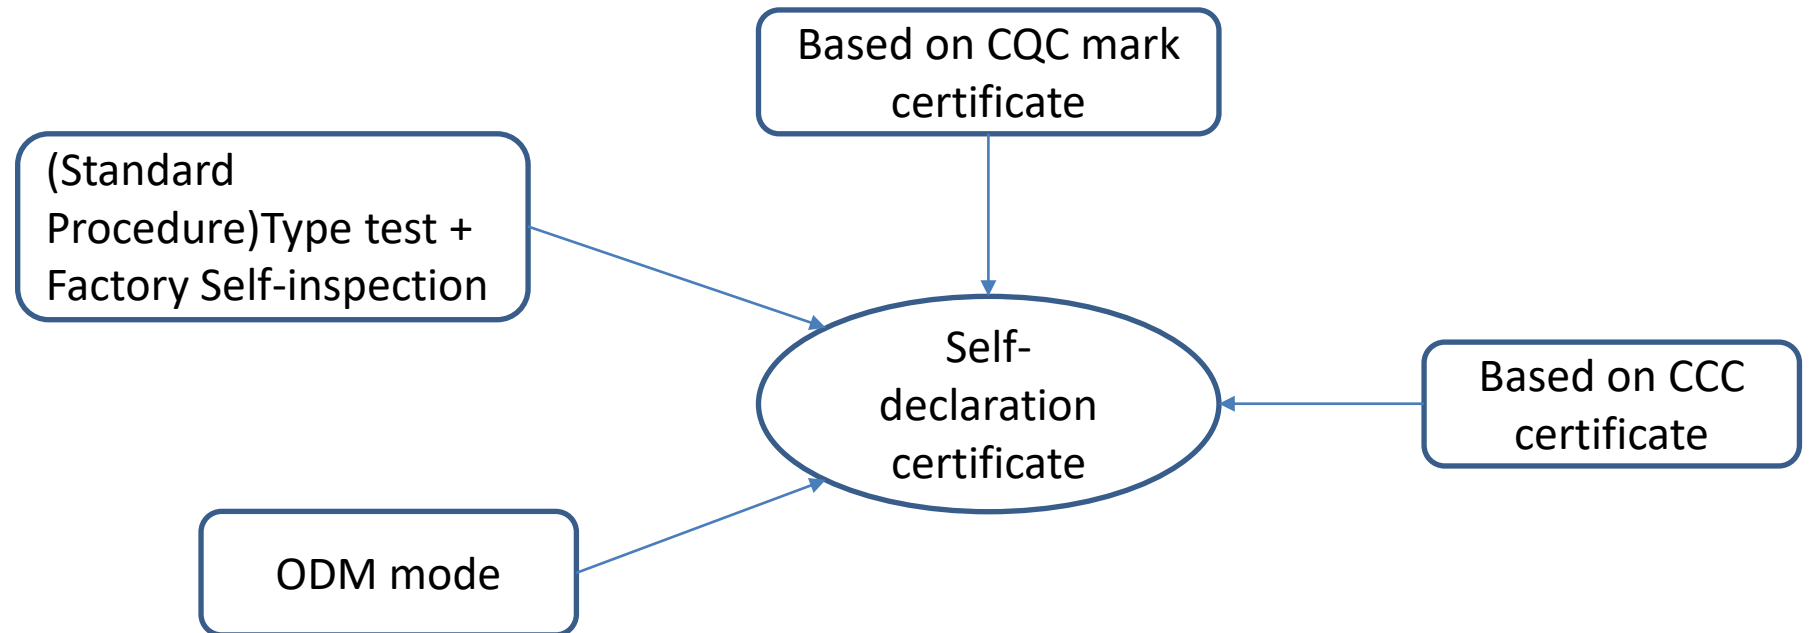 Based on CQC mark
certificate
(Standard
Procedure)Type test +
Factory Self-inspection
Self-
declaration
certificate
Based on CCC
certificate
ODM mode